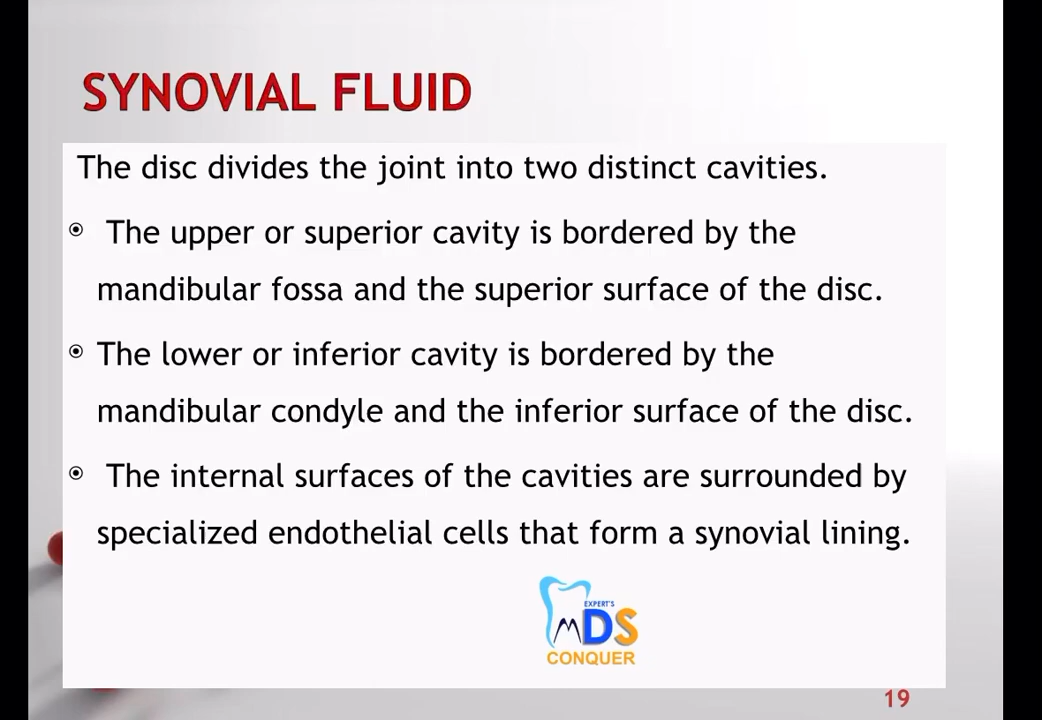 SYNOVIAL FLUID
The disc divides the joint into two distinct cavities.
The upper or superior cavity is bordered by the
mandibular fossa and the superior surface of the disc.
The lower or inferior cavity is bordered by the
mandibular condyle and the inferior surface of the disc.
The internal surfaces of the cavities are surrounded by
specialized endothelial cells that form a synovial lining.
EXPERT'S
MDS
CONQUER
19